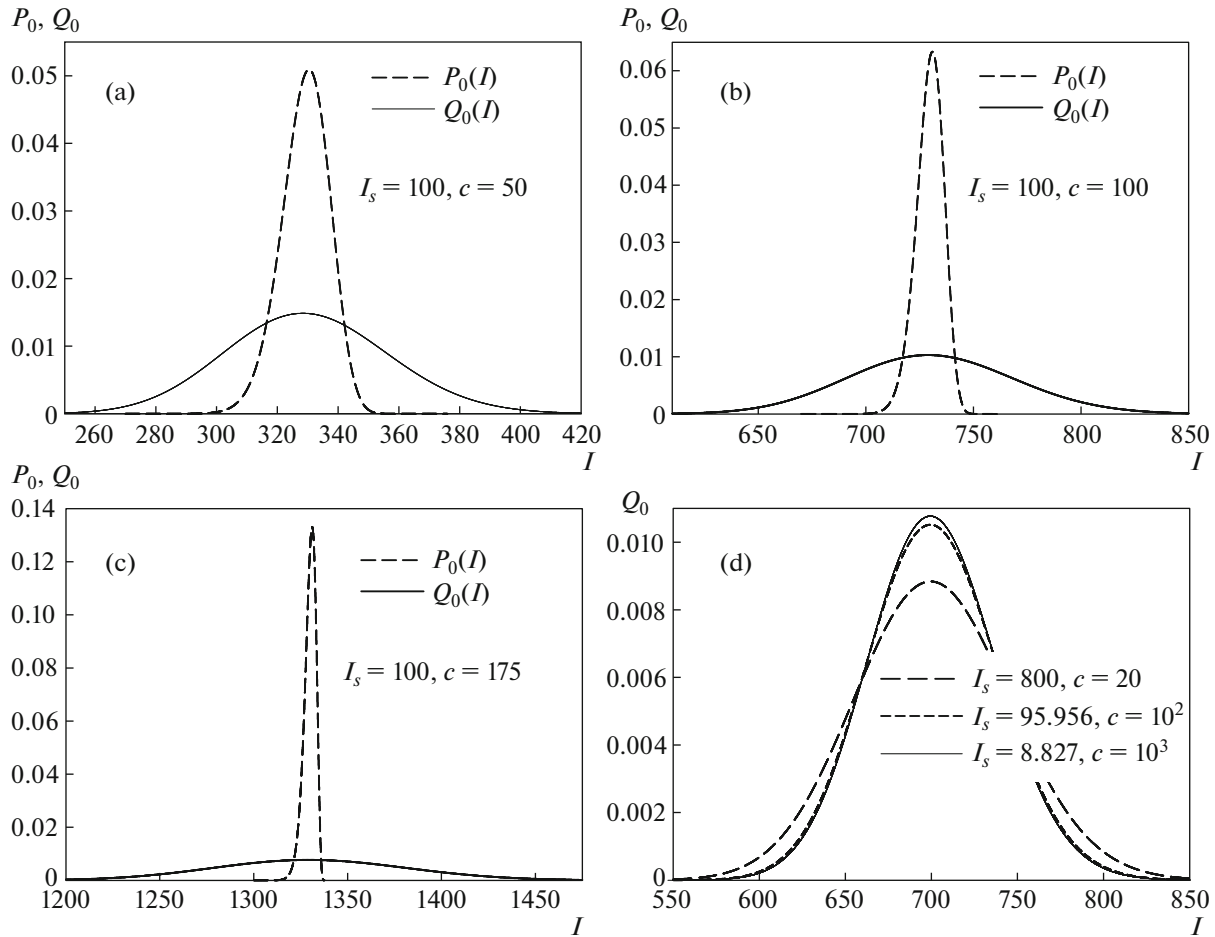 P₀, Q₀
0.05
0.04
0.03
0.02
0.01
0
(a)
P₀(I)
Q₀(I)
Iₛ = 100, c = 50
260 280 300 320 340 360 380 400 420
I
P₀, Q₀
0.06
0.05
0.04
0.03
0.02
0.01
0
(b)
P₀(I)
Q₀(I)
Iₛ = 100, c = 100
650 700 750 800 850
I
P₀, Q₀
0.14
0.12
0.10
0.08
0.06
0.04
0.02
0
(c)
P₀(I)
Q₀(I)
Iₛ = 100, c = 175
1200 1250 1300 1350 1400 1450
I
Q₀
0.010
0.008
0.006
0.004
0.002
0
(d)
Iₛ = 800, c = 20
Iₛ = 95.956, c = 10²
Iₛ = 8.827, c = 10³
550 600 650 700 750 800 850
I